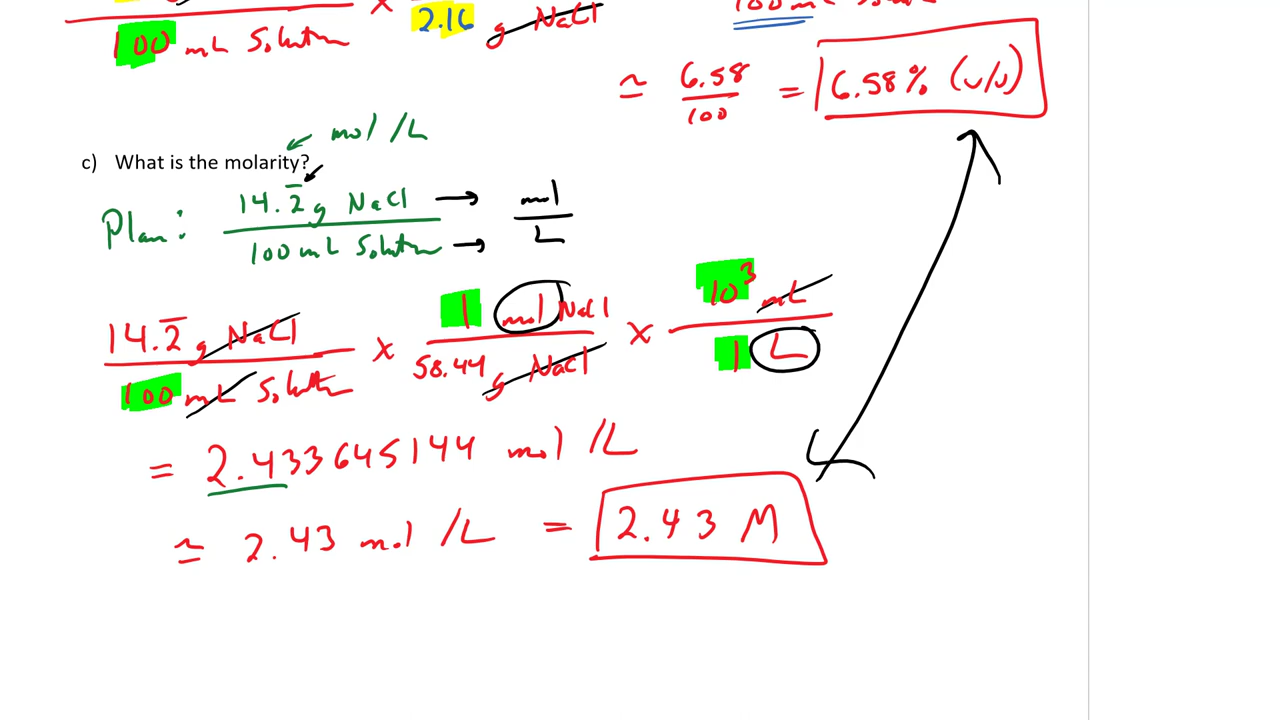 100 mL Solution × 2.16 g NaCl
≃ 6.58/100 = 6.58% (v/v)
mol/L
c) What is the molarity?
Plan: 14.2̅ g NaCl → mol
100 mL Solution → L
14.2̅ g NaCl × 1 mol NaCl × 10³ mL
100 mL Solution 58.44 g NaCl 1 L
= 2.433645144 mol/L
≃ 2.43 mol/L = 2.43 M